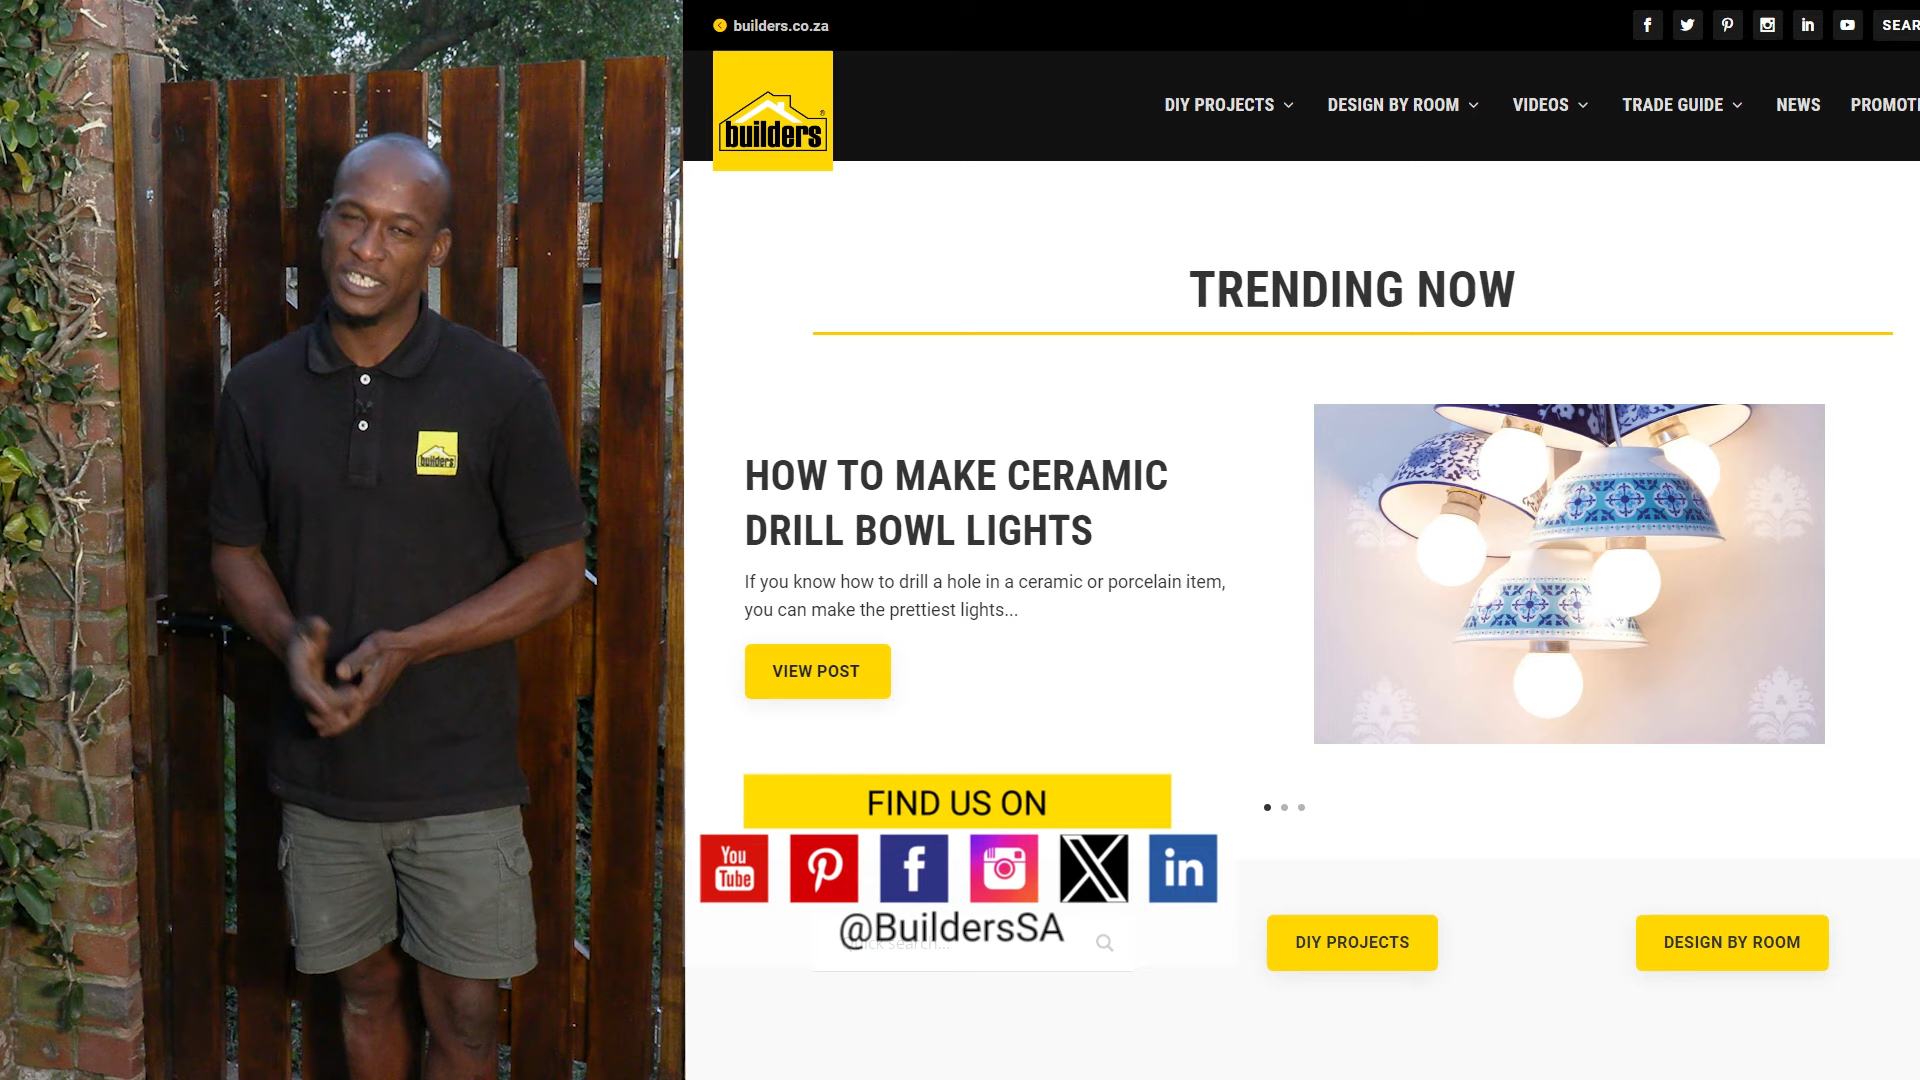 builders.co.za
SEAR
builders
DIY PROJECTS
DESIGN BY ROOM
VIDEOS
TRADE GUIDE
NEWS
PROMOTI
TRENDING NOW
builders
HOW TO MAKE CERAMIC
DRILL BOWL LIGHTS
If you know how to drill a hole in a ceramic or porcelain item,
you can make the prettiest lights...
VIEW POST
FIND US ON
You
Tube
@BuildersSA
search...
DIY PROJECTS
DESIGN BY ROOM